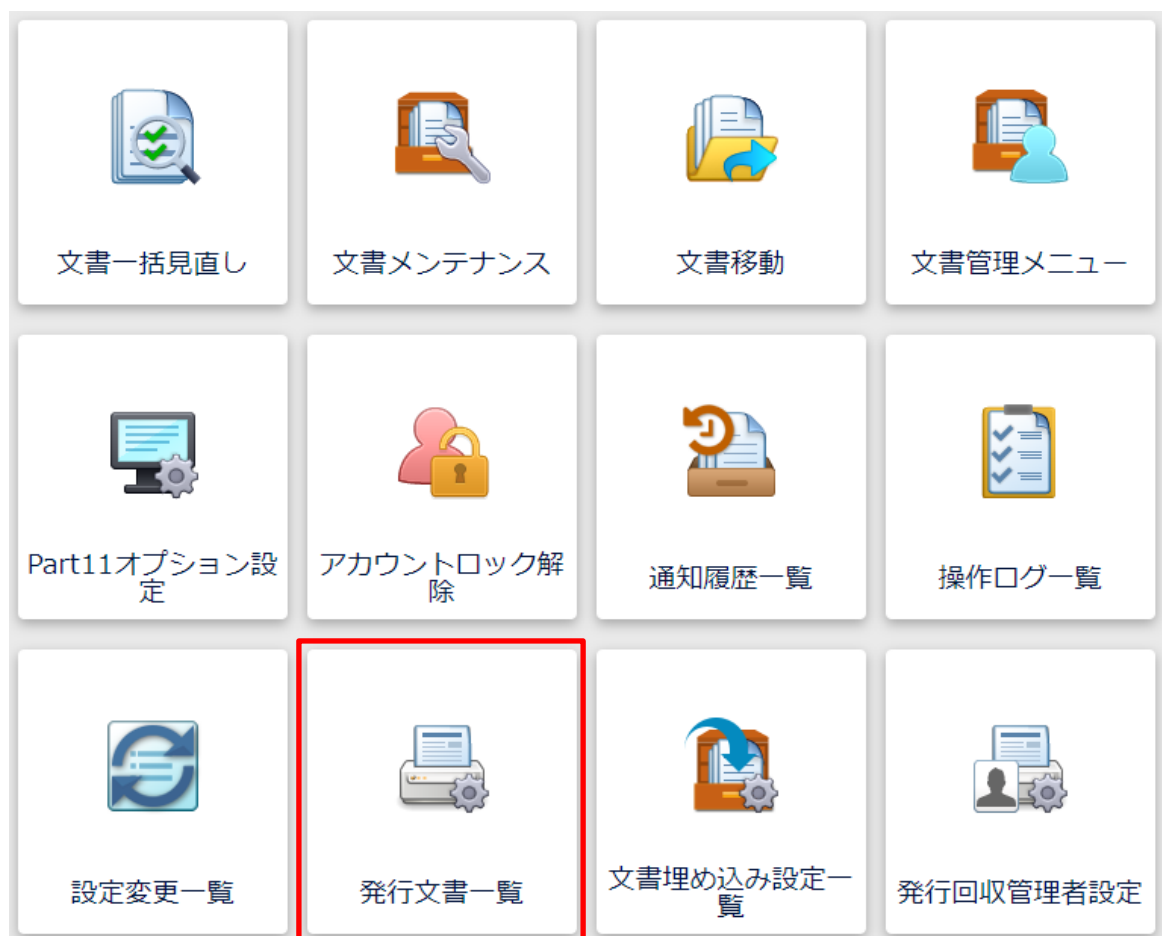 文書一括見直し
文書メンテナンス
文書移動
文書管理メニュー
Part11オプション設
定
アカウントロック解
除
通知履歴一覧
操作ログ一覧
設定変更一覧
発行文書一覧
文書埋め込み設定一
覧
発行回収管理者設定